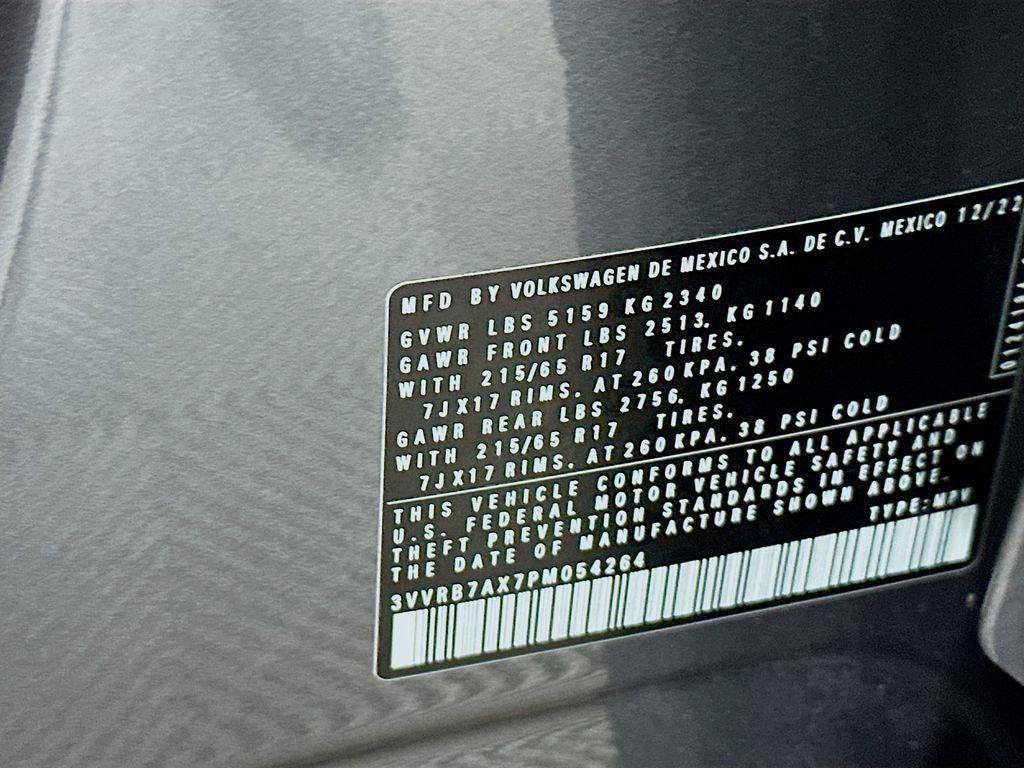 MFD BY VOLKSWAGEN DE MEXICO S.A. DE C.V. MEXICO 12/22
GVWR LBS 5159 KG 2340
GAWR FRONT LBS 2513. KG 1140
WITH 215/65 R17 TIRES.
7JX17 RIMS. AT 260 KPA. 38 PSI COLD
GAWR REAR LBS 2756. KG 1250
WITH 215/65 R17 TIRES.
7JX17 RIMS. AT 260 KPA. 38 PSI COLD
THIS VEHICLE CONFORMS TO ALL APPLICABLE
U.S. FEDERAL MOTOR VEHICLE SAFETY AND
THEFT PREVENTION STANDARDS IN EFFECT ON
THE DATE OF MANUFACTURE SHOWN ABOVE.
3VVRB7AX7PM054264 TYPE: MPV